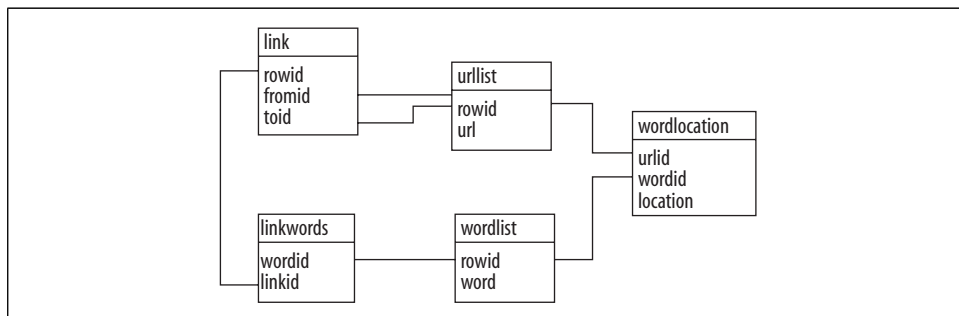 link
rowid
fromid
toid
urllist
rowid
url
wordlocation
urlid
wordid
location
linkwords
wordid
linkid
wordlist
rowid
word